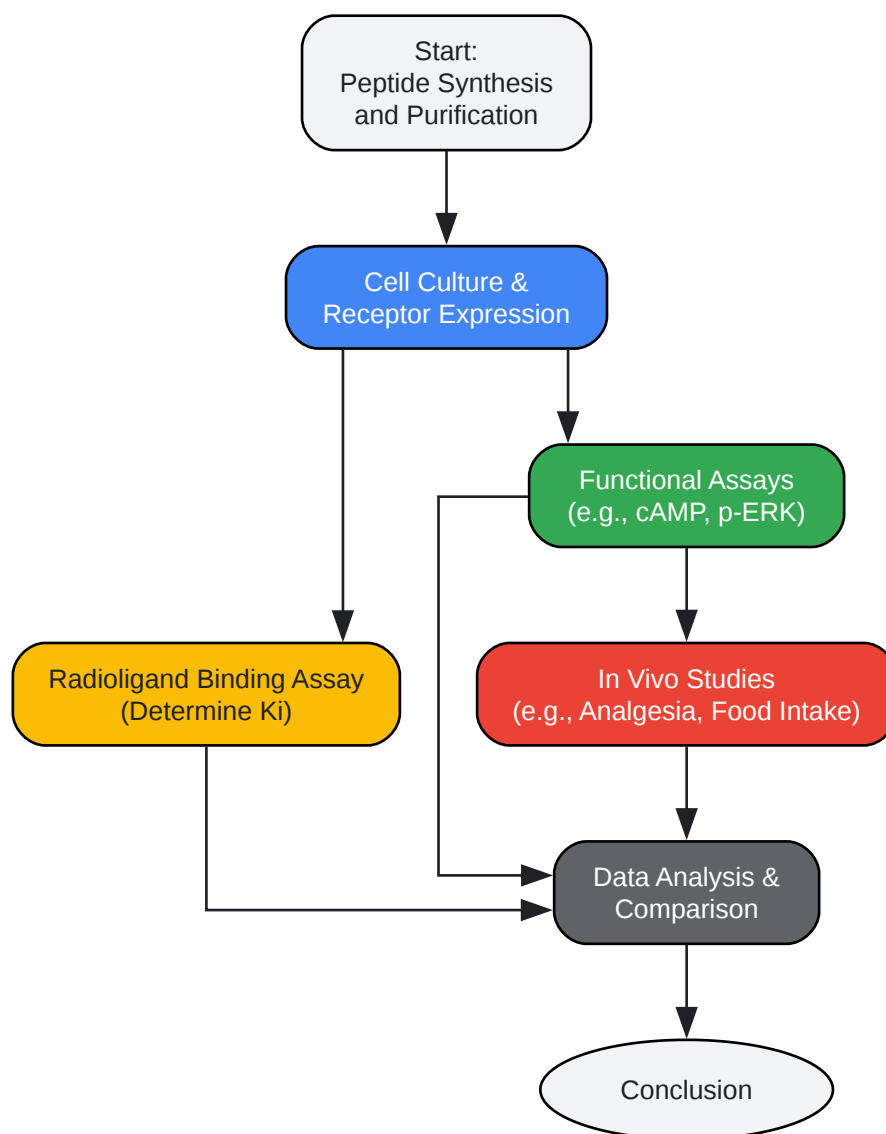 Start:
Peptide Synthesis
and Purification
Cell Culture &
Receptor Expression
Functional Assays
(e.g., cAMP, p-ERK)
Radioligand Binding Assay
(Determine Ki)
In Vivo Studies
(e.g., Analgesia, Food Intake)
Data Analysis &
Comparison
Conclusion